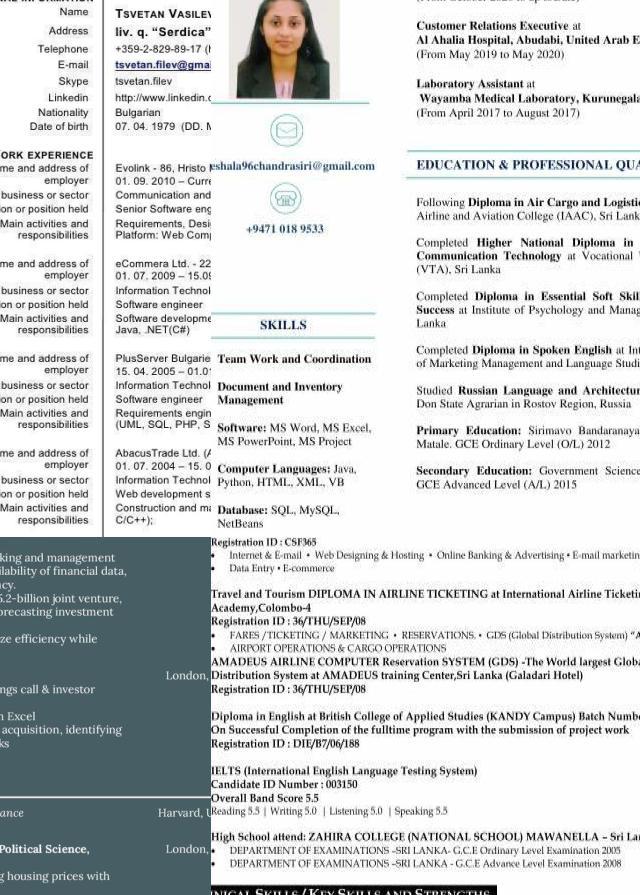 Name Tsvetan Vasilev
Address liv. q. “Serdica”
Telephone +359-2-829-89-17
E-mail tsvetan.filev@gmai
Skype tsvetan.filev
Linkedin http://www.linkedin.c
Nationality Bulgarian
Date of birth 07. 04. 1979 (DD. M
ORK EXPERIENCE
me and address of Evolink - 86, Hristo
employer 01. 09. 2010 – Curre
business or sector Communication and
ion or position held Senior Software eng
Main activities and Requirements, Desi
responsibilities Platform: Web Comp
me and address of eCommera Ltd. - 22
employer 01. 07. 2009 – 15.09
business or sector Information Technol
ion or position held Software engineer
Main activities and Software developme
responsibilities Java, .NET(C#)
me and address of PlusServer Bulgarie
employer 15. 04. 2005 – 01.01
business or sector Information Technol
ion or position held Software engineer
Main activities and Requirements engin
responsibilities (UML, SQL, PHP, S
me and address of AbacusTrade Ltd. (A
employer 01. 07. 2004 – 15. 0
business or sector Information Technol
ion or position held Web development s
Main activities and Construction and ma
responsibilities C/C++);
eshala96chandrasiri@gmail.com
+9471 018 9533
SKILLS
Team Work and Coordination
Document and Inventory
Management
Software: MS Word, MS Excel,
MS PowerPoint, MS Project
Computer Languages: Java,
Python, HTML, XML, VB
Database: SQL, MySQL,
NetBeans
Customer Relations Executive at
Al Ahalia Hospital, Abudabi, United Arab E
(From May 2019 to May 2020)
Laboratory Assistant at
Wayamba Medical Laboratory, Kurunegala
(From April 2017 to August 2017)
EDUCATION & PROFESSIONAL QUA
Following Diploma in Air Cargo and Logisti
Airline and Aviation College (IAAC), Sri Lank
Completed Higher National Diploma in
Communication Technology at Vocational
(VTA), Sri Lanka
Completed Diploma in Essential Soft Skil
Success at Institute of Psychology and Manag
Lanka
Completed Diploma in Spoken English at Int
of Marketing Management and Language Studi
Studied Russian Language and Architectur
Don State Agrarian in Rostov Region, Russia
Primary Education: Sirimavo Bandaranaya
Matale. GCE Ordinary Level (O/L) 2012
Secondary Education: Government Science
GCE Advanced Level (A/L) 2015
king and management
ilability of financial data,
ncy.
5.2-billion joint venture,
orecasting investment
ze efficiency while
London,
ngs call & investor
n Excel
acquisition, identifying
ks
ance Harvard, U
Political Science, London,
g housing prices with
Registration ID : CSF365
• Internet & E-mail • Web Designing & Hosting • Online Banking & Advertising • E-mail marketin
• Data Entry • E-commerce
Travel and Tourism DIPLOMA IN AIRLINE TICKETING at International Airline Ticketi
Academy,Colombo-4
Registration ID : 36/THU/SEP/08
• FARES /TICKETING / MARKETING • RESERVATIONS. • GDS (Global Distribution System) “A
• AIRPORT OPERATIONS & CARGO OPERATIONS
AMADEUS AIRLINE COMPUTER Reservation SYSTEM (GDS) -The World largest Globa
Distribution System at AMADEUS training Center,Sri Lanka (Galadari Hotel)
Registration ID : 36/THU/SEP/08
Diploma in English at British College of Applied Studies (KANDY Campus) Batch Numbe
On Successful Completion of the fulltime program with the submission of project work
Registration ID : DIE/B7/06/188
IELTS (International English Language Testing System)
Candidate ID Number : 003150
Overall Band Score 5.5
Reading 5.5 | Writing 5.0 | Listening 5.0 | Speaking 5.5
High School attend: ZAHIRA COLLEGE (NATIONAL SCHOOL) MAWANELLA – Sri Lan
• DEPARTMENT OF EXAMINATIONS –SRI LANKA- G.C.E Ordinary Level Examination 2005
• DEPARTMENT OF EXAMINATIONS –SRI LANKA - G.C.E Advance Level Examination 2008
NICAL SKILLS / KEY SKILLS AND STRENGTHS